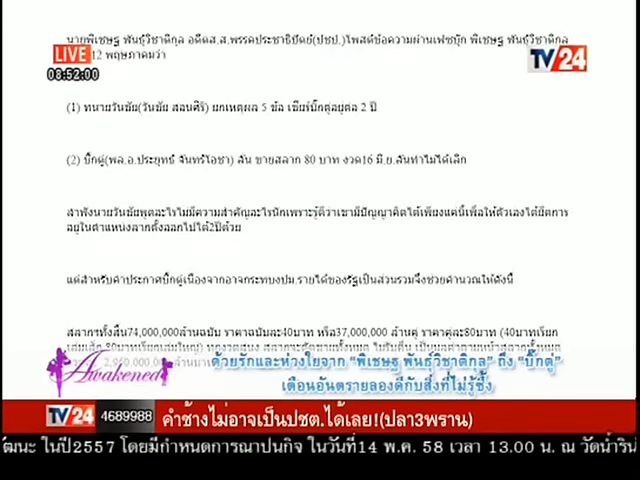 นายพิเชษฐ พันธุ์วิชาติกุล อดีตส.ส.พรรคประชาธิปัตย์(ปชป.)โพสต์ข้อความผ่านเฟซบุ๊ก พิเชษฐ พันธุ์วิชาติกุล
12 พฤษภาคมว่า
LIVE
08:52:00
TV24
(1) ทนายวันชัย(วันชัย สอนศิริ) ยกเหตุผล 5 ข้อ เชียร์บิ๊กตู่อยู่ต่อ 2 ปี
(2) บิ๊กตู่(พล.อ.ประยุทธ์ จันทร์โอชา) ลั่น ขายสลาก 80 บาท งวด16 มิ.ย.ลั่นทำไม่ได้เลิก
ลำพังนายวันชัยพูดอะไรไม่มีความสำคัญอะไรนักเพราะรู้ดีว่าเขามีปัญญาคิดได้เพียงแค่นี้เพื่อให้ตัวเองได้ยืดการ
อยู่ในตำแหน่งลากตั้งออกไปได้2ปีด้วย
แต่สำหรับคำประกาศบิ๊กตู่เนื่องจากอาจกระทบงปม.รายได้ของรัฐเป็นส่วนรวมจึงช่วยคำนวณให้ดังนี้
สลากฯทั้งสิ้น74,000,000ล้านฉบับ ราคาฉบับละ40บาท หรือ37,000,000 ล้านคู่ ราคาคู่ละ80บาท (40บาทเรียก
Awakened
ด้วยรักและห่วงใยจาก "พิเชษฐ พันธุ์วิชาติกุล" ถึง "บิ๊กตู่"
เตือนอันตรายลองดีกับสิ่งที่ไม่รู้ซึ้ง
TV24 4689988 คำช้างไม่อาจเป็นปชต.ได้เลย!(ปลา3พราน)
วัฒนะ ในปี2557 โดยมีกำหนดการฌาปนกิจ ในวันที่14 พ.ค. 58 เวลา 13.00 น. ณ วัดน้ำริน